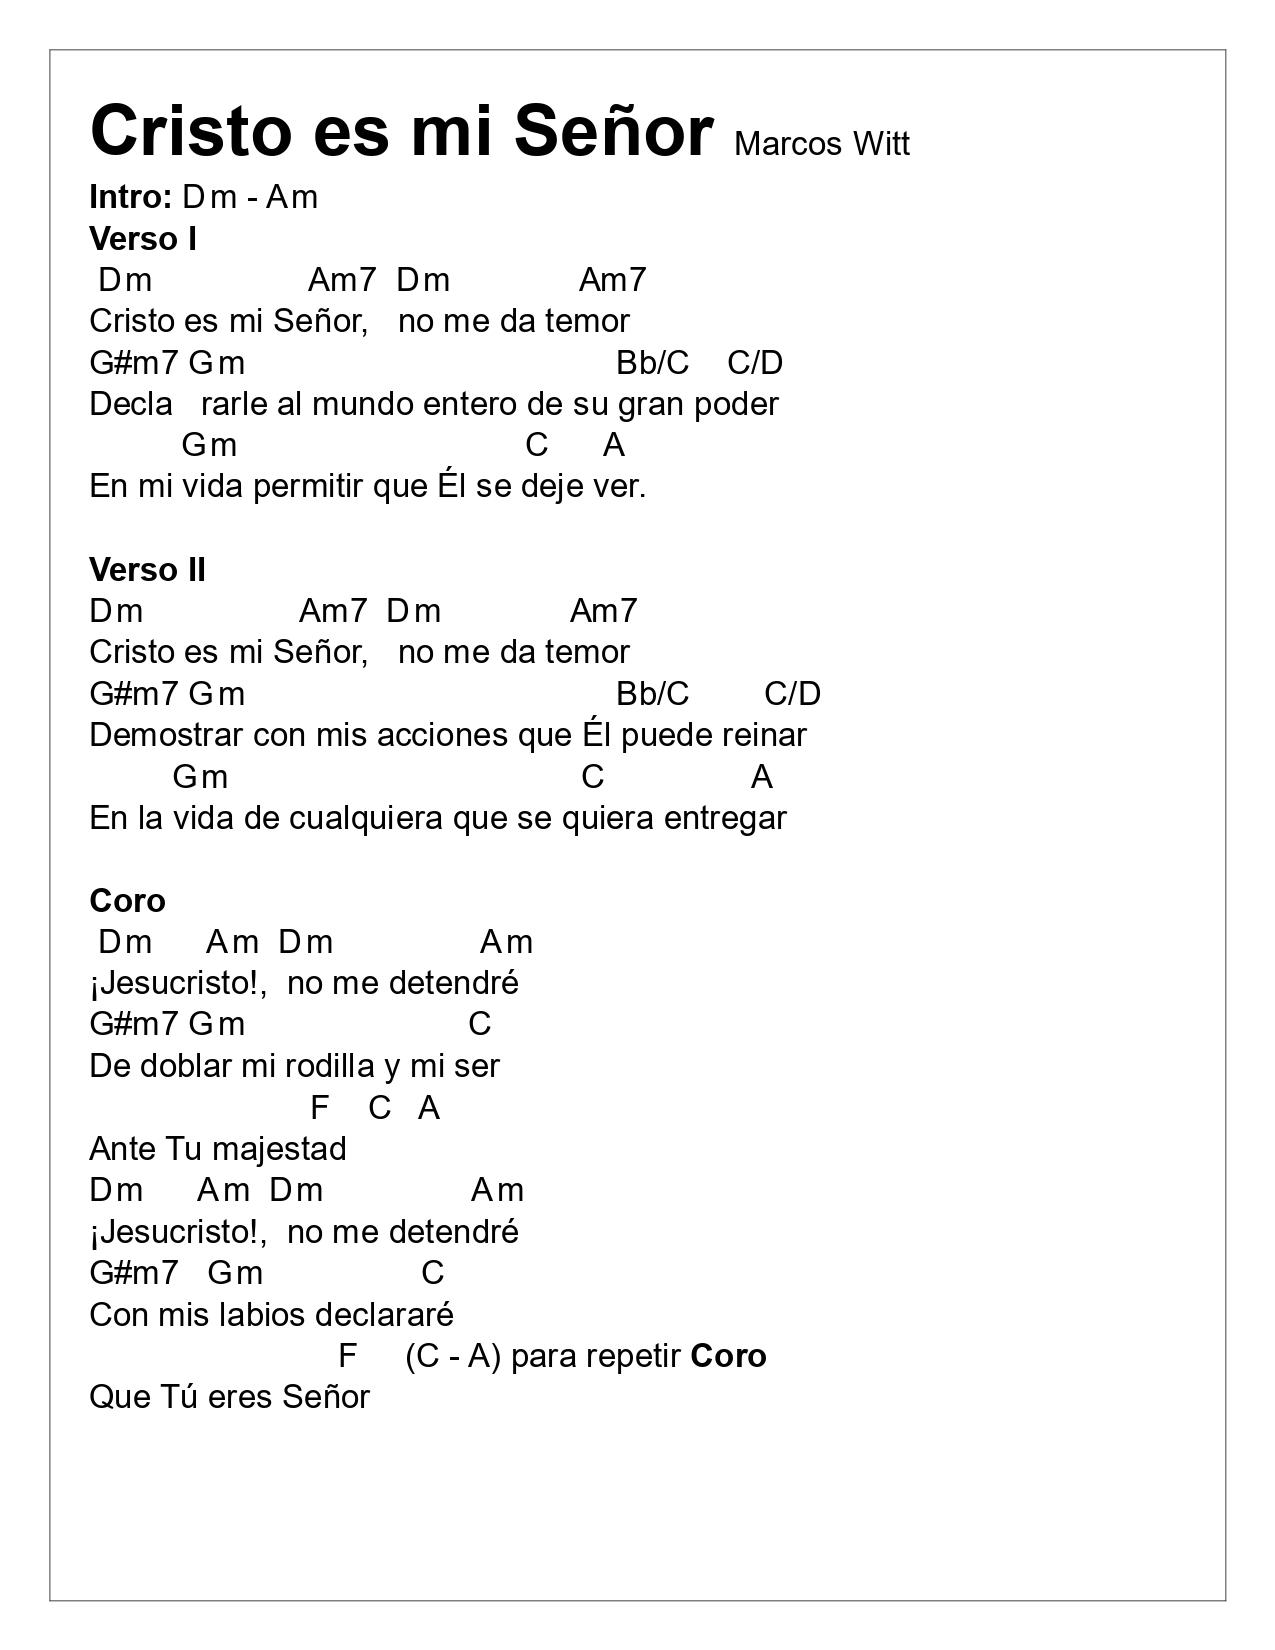 Cristo es mi Señor Marcos Witt
Intro: Dm - Am
Verso I
Dm Am7 Dm Am7
Cristo es mi Señor, no me da temor
G#m7 Gm Bb/C C/D
Decla rarle al mundo entero de su gran poder
Gm C A
En mi vida permitir que Él se deje ver.
Verso II
Dm Am7 Dm Am7
Cristo es mi Señor, no me da temor
G#m7 Gm Bb/C C/D
Demostrar con mis acciones que Él puede reinar
Gm C A
En la vida de cualquiera que se quiera entregar
Coro
Dm Am Dm Am
¡Jesucristo!, no me detendré
G#m7 Gm C
De doblar mi rodilla y mi ser
F C A
Ante Tu majestad
Dm Am Dm Am
¡Jesucristo!, no me detendré
G#m7 Gm C
Con mis labios declararé
F (C - A) para repetir Coro
Que Tú eres Señor